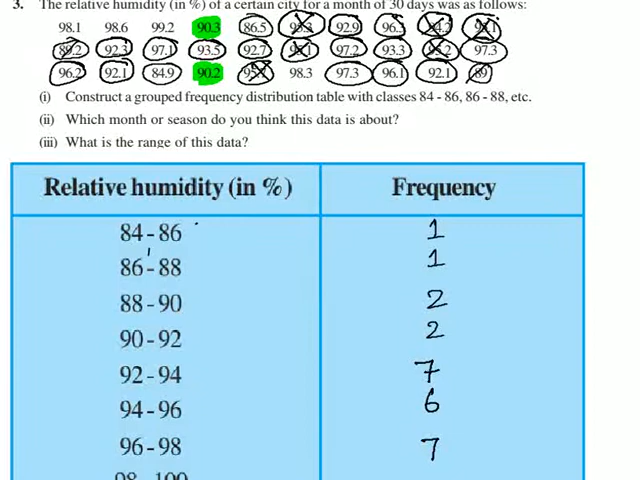 3. The relative humidity (in %) of a certain city for a month of 30 days was as follows:
98.1 98.6 99.2 90.3 86.5 95.3 92.9 96.3 94.2 95.1
89.2 92.3 97.1 93.5 92.7 95.1 97.2 93.3 95.2 97.3
96.2 92.1 84.9 90.2 95.7 98.3 97.3 96.1 92.1 89
(i) Construct a grouped frequency distribution table with classes 84 - 86, 86 - 88, etc.
(ii) Which month or season do you think this data is about?
(iii) What is the range of this data?
Relative humidity (in %) Frequency
84 - 86 1
86 - 88 1
88 - 90 2
90 - 92 2
92 - 94 7
94 - 96 6
96 - 98 7
98 - 100